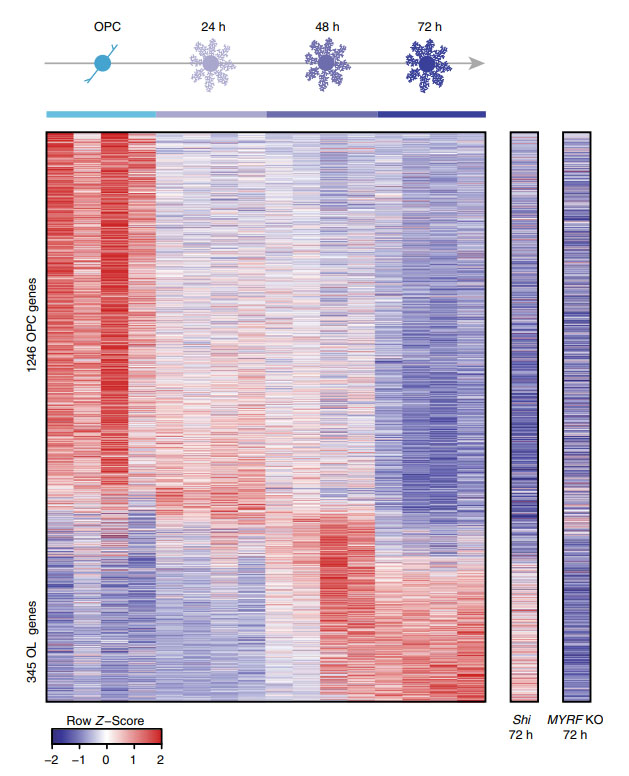 OPC 24 h 48 h 72 h
1246 OPC genes
345 OL genes
Row Z−Score
−2 −1 0 1 2
Shi MYRF KO
72 h 72 h